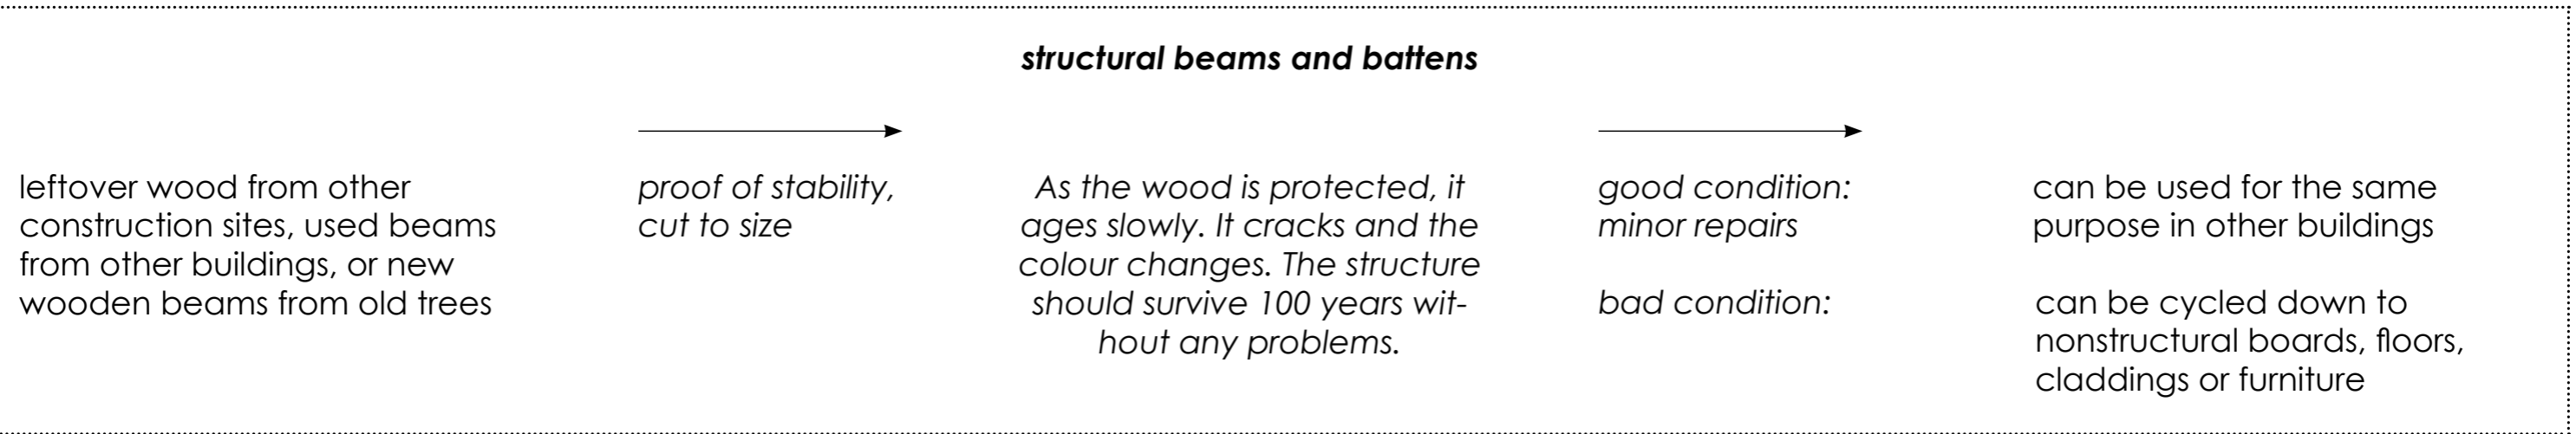 structural beams and battens
leftover wood from other
construction sites, used beams
from other buildings, or new
wooden beams from old trees
proof of stability,
cut to size
As the wood is protected, it
ages slowly. It cracks and the
colour changes. The structure
should survive 100 years wit-
hout any problems.
good condition:
minor repairs
bad condition:
can be used for the same
purpose in other buildings
can be cycled down to
nonstructural boards, floors,
claddings or furniture